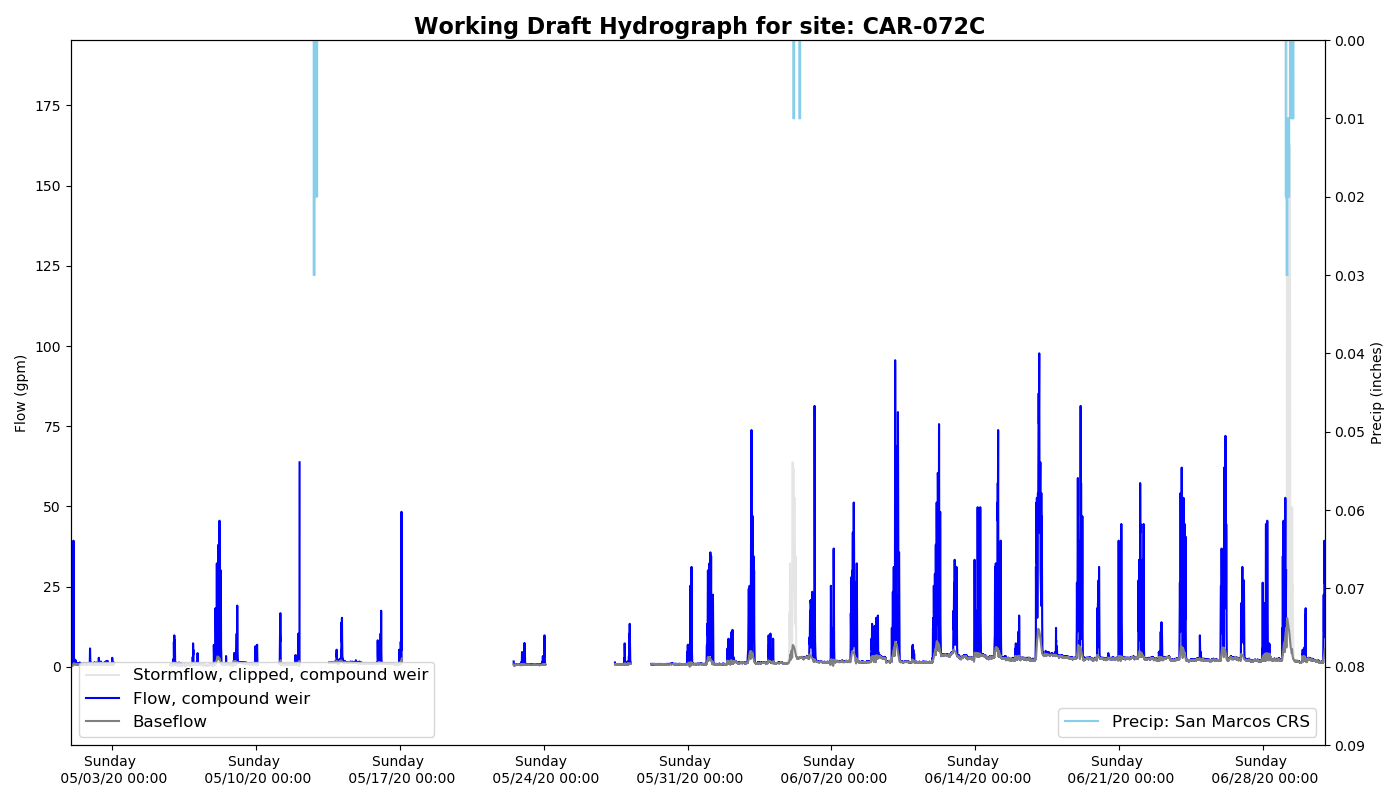 Working Draft Hydrograph for site: CAR-072C
175
150
125
100
75
50
25
0
Flow (gpm)
0.00
0.01
0.02
0.03
0.04
0.05
0.06
0.07
0.08
0.09
Precip (inches)
Stormflow, clipped, compound weir
Flow, compound weir
Baseflow
Precip: San Marcos CRS
Sunday
05/03/20 00:00
Sunday
05/10/20 00:00
Sunday
05/17/20 00:00
Sunday
05/24/20 00:00
Sunday
05/31/20 00:00
Sunday
06/07/20 00:00
Sunday
06/14/20 00:00
Sunday
06/21/20 00:00
Sunday
06/28/20 00:00